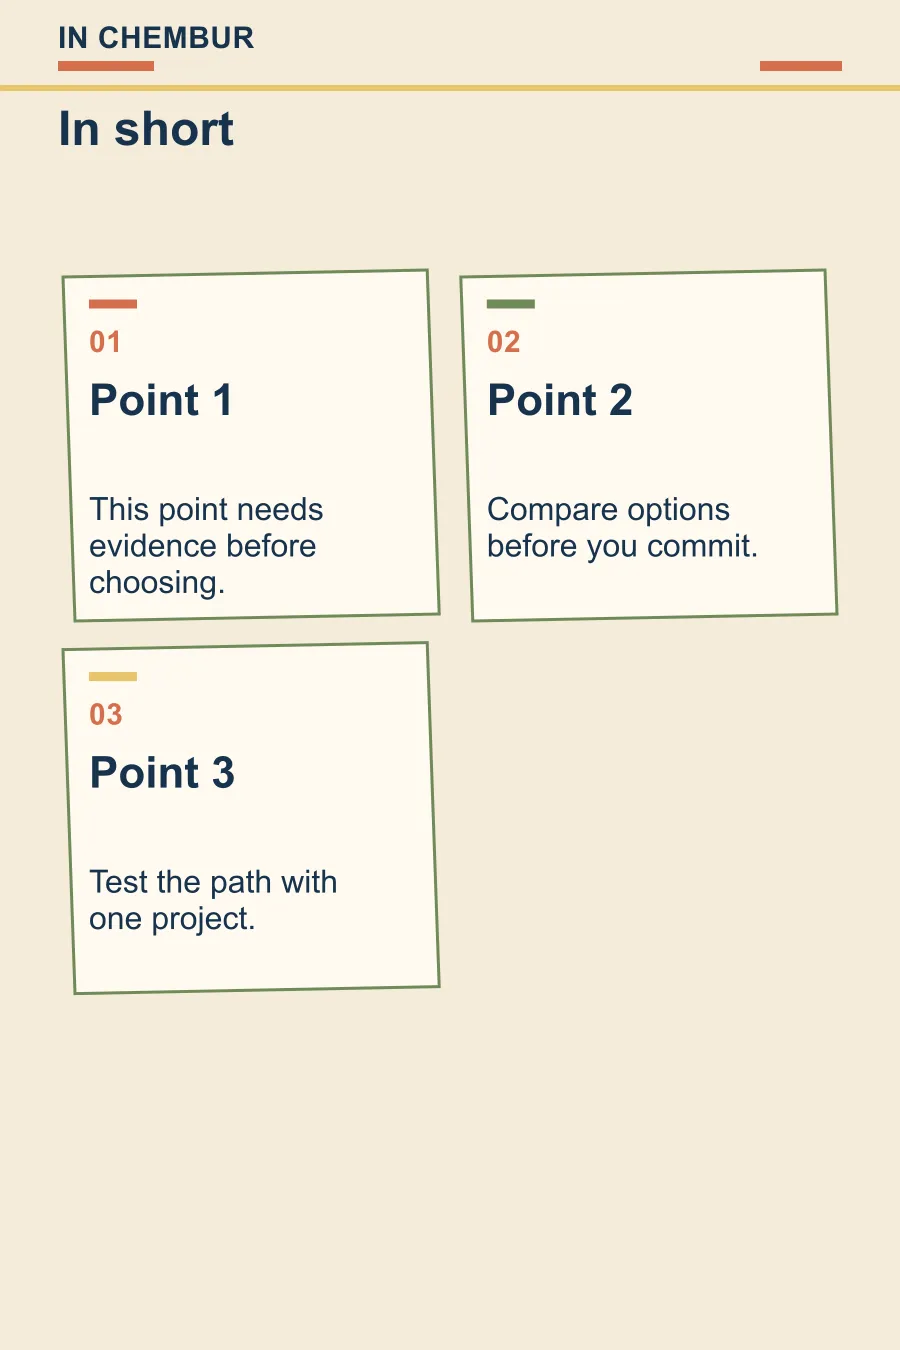 IN CHEMBUR
In short
01
Point 1
This point needs
evidence before
choosing.
02
Point 2
Compare options
before you commit.
03
Point 3
Test the path with
one project.